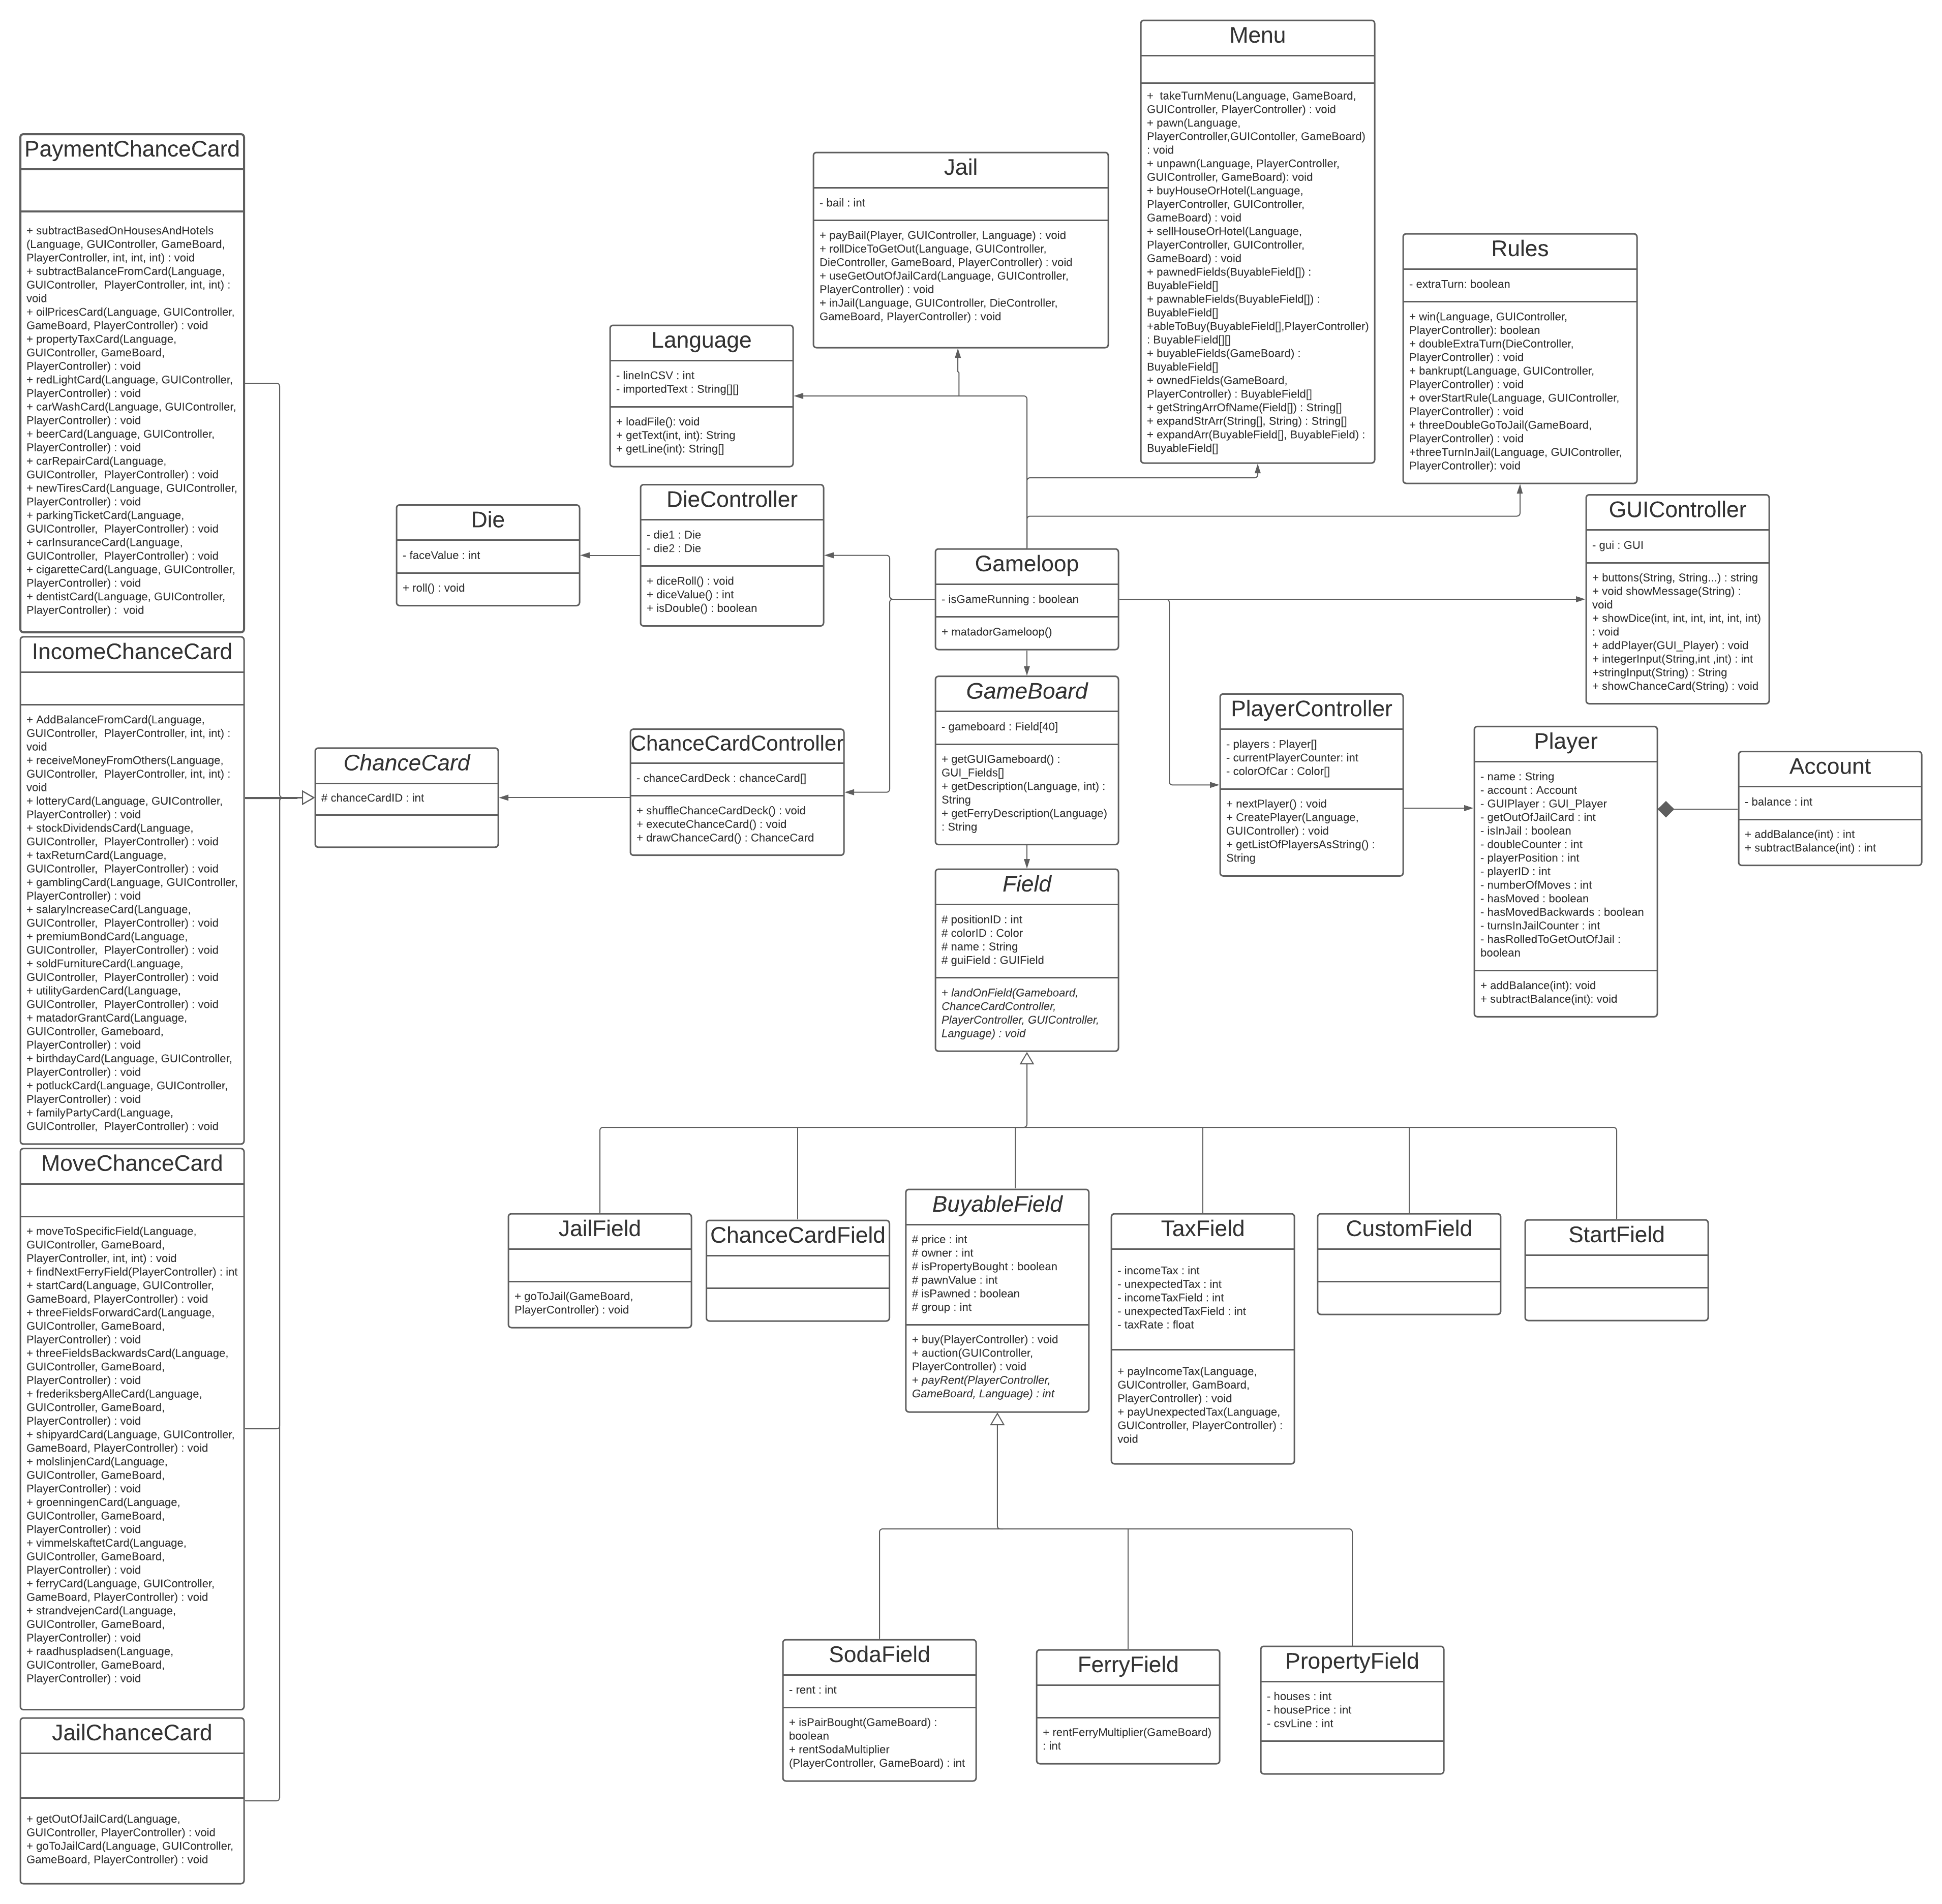 Menu
+  takeTurnMenu(Language, GameBoard,
GUIController, PlayerController) : void
+ pawn(Language,
PlayerController,GUIContoller, GameBoard)
: void
+ unpawn(Language, PlayerController,
GUIController, GameBoard): void
+ buyHouseOrHotel(Language,
PlayerController, GUIController,
GameBoard) : void
+ sellHouseOrHotel(Language,
PlayerController, GUIController,
GameBoard) : void
+ pawnedFields(BuyableField[]) :
BuyableField[]
+ pawnableFields(BuyableField[]) :
BuyableField[]
+ableToBuy(BuyableField[],PlayerController)
: BuyableField[][]
+ buyableFields(GameBoard) :
BuyableField[]
+ ownedFields(GameBoard,
PlayerController) : BuyableField[]
+ getStringArrOfName(Field[]) : String[]
+ expandStrArr(String[], String) : String[]
+ expandArr(BuyableField[], BuyableField) :
BuyableField[]
PaymentChanceCard
+ subtractBasedOnHousesAndHotels
(Language, GUIController, GameBoard,
PlayerController, int, int, int) : void
+ subtractBalanceFromCard(Language,
GUIController,  PlayerController, int, int) :
void
+ oilPricesCard(Language, GUIController,
GameBoard, PlayerController) : void
+ propertyTaxCard(Language,
GUIController, GameBoard,
PlayerController) : void
+ redLightCard(Language, GUIController,
PlayerController) : void
+ carWashCard(Language, GUIController,
PlayerController) : void
+ beerCard(Language, GUIController,
PlayerController) : void
+ carRepairCard(Language,
GUIController,  PlayerController) : void
+ newTiresCard(Language, GUIController,
PlayerController) : void
+ parkingTicketCard(Language,
GUIController,  PlayerController) : void
+ carInsuranceCard(Language,
GUIController,  PlayerController) : void
+ cigaretteCard(Language, GUIController,
PlayerController) : void
+ dentistCard(Language, GUIController,
PlayerController) :  void
Jail
- bail : int
+ payBail(Player, GUIController, Language) : void
+ rollDiceToGetOut(Language, GUIController,
DieController, GameBoard, PlayerController) : void
+ useGetOutOfJailCard(Language, GUIController,
PlayerController) : void
+ inJail(Language, GUIController, DieController,
GameBoard, PlayerController) : void
Rules
- extraTurn: boolean
+ win(Language, GUIController,
PlayerController): boolean
+ doubleExtraTurn(DieController,
PlayerController) : void
+ bankrupt(Language, GUIController,
PlayerController) : void
+ overStartRule(Language, GUIController,
PlayerController) : void
+ threeDoubleGoToJail(GameBoard,
PlayerController) : void
+threeTurnInJail(Language, GUIController,
PlayerController): void
Language
- lineInCSV : int
- importedText : String[][]
+ loadFile(): void
+ getText(int, int): String
+ getLine(int): String[]
DieController
- die1 : Die
- die2 : Die
+ diceRoll() : void
+ diceValue() : int
+ isDouble() : boolean
Die
- faceValue : int
+ roll() : void
GUIController
- gui : GUI
+ buttons(String, String...) : string
+ void showMessage(String) :
void
+ showDice(int, int, int, int, int, int)
: void
+ addPlayer(GUI_Player) : void
+ integerInput(String,int ,int) : int
+stringInput(String) : String
+ showChanceCard(String) : void
Gameloop
- isGameRunning : boolean
+ matadorGameloop()
IncomeChanceCard
+ AddBalanceFromCard(Language,
GUIController,  PlayerController, int, int) :
void
+ receiveMoneyFromOthers(Language,
GUIController,  PlayerController, int, int) :
void
+ lotteryCard(Language, GUIController,
PlayerController) : void
+ stockDividendsCard(Language,
GUIController,  PlayerController) : void
+ taxReturnCard(Language,
GUIController,  PlayerController) : void
+ gamblingCard(Language, GUIController,
PlayerController) : void
+ salaryIncreaseCard(Language,
GUIController,  PlayerController) : void
+ premiumBondCard(Language,
GUIController,  PlayerController) : void
+ soldFurnitureCard(Language,
GUIController,  PlayerController) : void
+ utilityGardenCard(Language,
GUIController,  PlayerController) : void
+ matadorGrantCard(Language,
GUIController, Gameboard,
PlayerController) : void
+ birthdayCard(Language, GUIController,
PlayerController) : void
+ potluckCard(Language, GUIController,
PlayerController) : void
+ familyPartyCard(Language,
GUIController,  PlayerController) : void
ChanceCard
# chanceCardID : int
ChanceCardController
- chanceCardDeck : chanceCard[]
+ shuffleChanceCardDeck() : void
+ executeChanceCard() : void
+ drawChanceCard() : ChanceCard
GameBoard
- gameboard : Field[40]
+ getGUIGameboard() :
GUI_Fields[]
+ getDescription(Language, int) :
String
+ getFerryDescription(Language)
: String
PlayerController
- players : Player[]
- currentPlayerCounter: int
- colorOfCar : Color[]
+ nextPlayer() : void
+ CreatePlayer(Language,
GUIController) : void
+ getListOfPlayersAsString() :
String
Player
- name : String
- account : Account
- GUIPlayer : GUI_Player
- getOutOfJailCard : int
- isInJail : boolean
- doubleCounter : int
- playerPosition : int
- playerID : int
- numberOfMoves : int
- hasMoved : boolean
- hasMovedBackwards : boolean
- turnsInJailCounter : int
- hasRolledToGetOutOfJail :
boolean
+ addBalance(int): void
+ subtractBalance(int): void
Account
- balance : int
+ addBalance(int) : int
+ subtractBalance(int) : int
Field
# positionID : int
# colorID : Color
# name : String
# guiField : GUIField
+ landOnField(Gameboard,
ChanceCardController,
PlayerController, GUIController,
Language) : void
MoveChanceCard
+ moveToSpecificField(Language,
GUIController, GameBoard,
PlayerController, int, int) : void
+ findNextFerryField(PlayerController) : int
+ startCard(Language, GUIController,
GameBoard, PlayerController) : void
+ threeFieldsForwardCard(Language,
GUIController, GameBoard,
PlayerController) : void
+ threeFieldsBackwardsCard(Language,
GUIController, GameBoard,
PlayerController) : void
+ frederiksbergAlleCard(Language,
GUIController, GameBoard,
PlayerController) : void
+ shipyardCard(Language, GUIController,
GameBoard, PlayerController) : void
+ molslinjenCard(Language,
GUIController, GameBoard,
PlayerController) : void
+ groenningenCard(Language,
GUIController, GameBoard,
PlayerController) : void
+ vimmelskaftetCard(Language,
GUIController, GameBoard,
PlayerController) : void
+ ferryCard(Language, GUIController,
GameBoard, PlayerController) : void
+ strandvejenCard(Language,
GUIController, GameBoard,
PlayerController) : void
+ raadhuspladsen(Language,
GUIController, GameBoard,
PlayerController) : void
JailField
+ goToJail(GameBoard,
PlayerController) : void
ChanceCardField
BuyableField
# price : int
# owner : int
# isPropertyBought : boolean
# pawnValue : int
# isPawned : boolean
# group : int
+ buy(PlayerController) : void
+ auction(GUIController,
PlayerController) : void
+ payRent(PlayerController,
GameBoard, Language) : int
TaxField
- incomeTax : int
- unexpectedTax : int
- incomeTaxField : int
- unexpectedTaxField : int
- taxRate : float
+ payIncomeTax(Language,
GUIController, GamBoard,
PlayerController) : void
+ payUnexpectedTax(Language,
GUIController, PlayerController) :
void
CustomField
StartField
SodaField
- rent : int
+ isPairBought(GameBoard) :
boolean
+ rentSodaMultiplier
(PlayerController, GameBoard) : int
FerryField
+ rentFerryMultiplier(GameBoard)
: int
PropertyField
- houses : int
- housePrice : int
- csvLine : int
JailChanceCard
+ getOutOfJailCard(Language,
GUIController, PlayerController) : void
+ goToJailCard(Language, GUIController,
GameBoard, PlayerController) : void